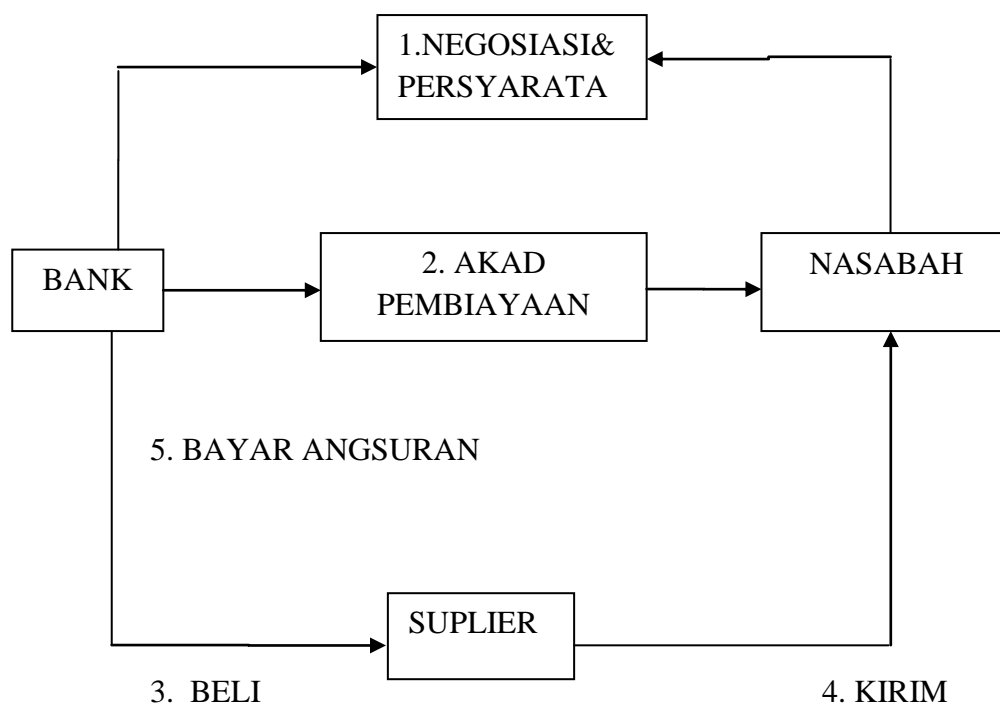 1.NEGOSIASI&
PERSYARATA
BANK
2. AKAD
PEMBIAYAAN
NASABAH
5. BAYAR ANGSURAN
SUPLIER
3. BELI
4. KIRIM